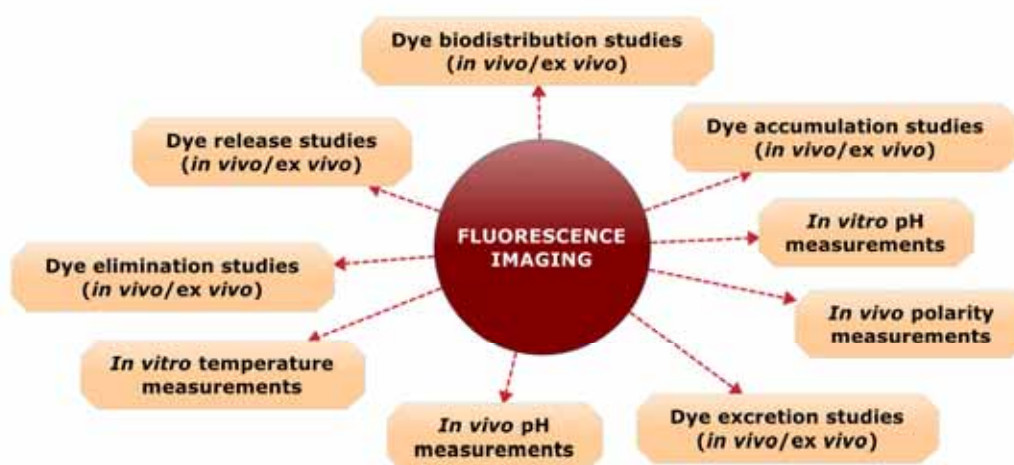 Dye biodistribution studies
(in vivo/ex vivo)
Dye release studies
(in vivo/ex vivo)
Dye accumulation studies
(in vivo/ex vivo)
FLUORESCENCE
IMAGING
In vitro pH
measurements
Dye elimination studies
(in vivo/ex vivo)
In vivo polarity
measurements
In vitro temperature
measurements
In vivo pH
measurements
Dye excretion studies
(in vivo/ex vivo)